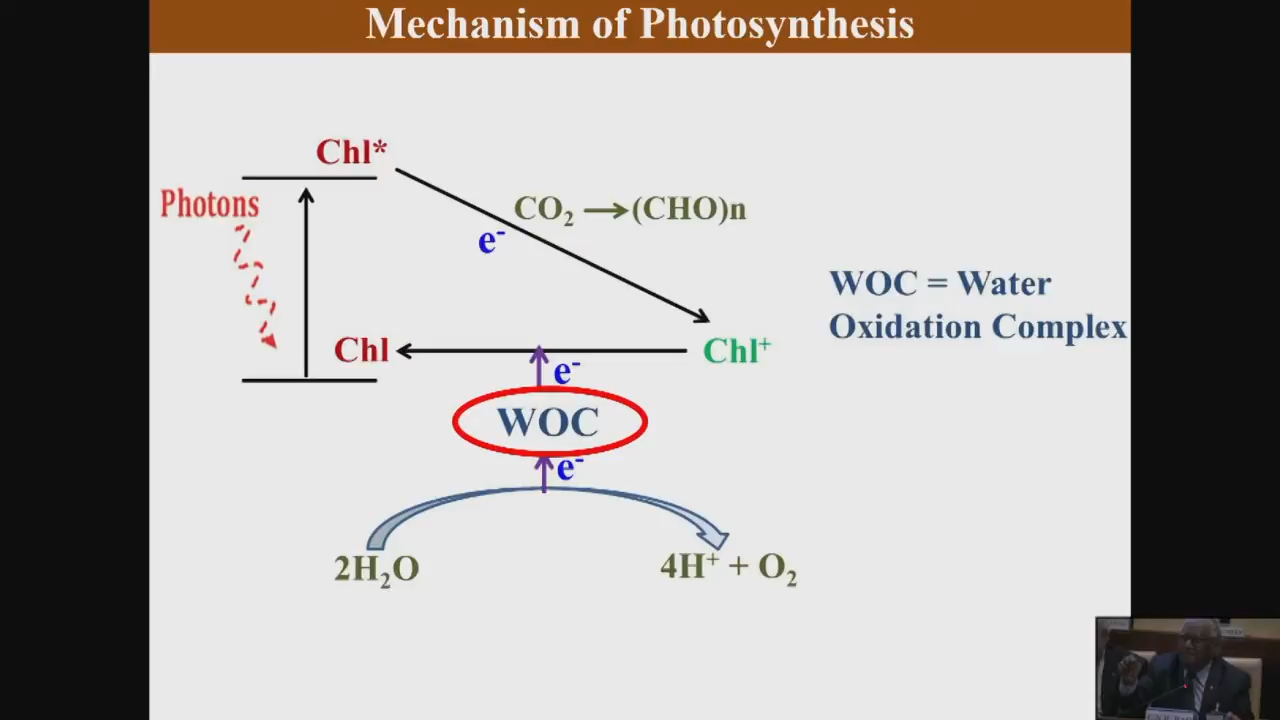 Mechanism of Photosynthesis
Chl*
Photons
CO₂ → (CHO)n
e⁻
WOC = Water
Oxidation Complex
Chl
Chl⁺
e⁻
WOC
e⁻
2H₂O
4H⁺ + O₂